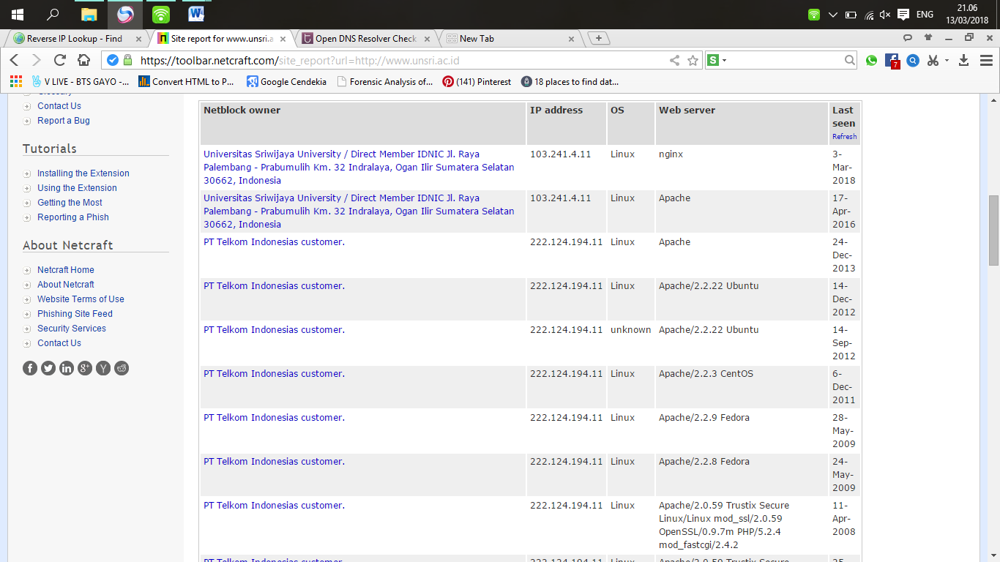 21.06
ENG
13/03/2018
Reverse IP Lookup - Find
Site report for www.unsri.a
Open DNS Resolver Check
New Tab
https://toolbar.netcraft.com/site_report?url=http://www.unsri.ac.id
S
7
V LIVE - BTS GAYO -...
Convert HTML to P...
Google Cendekia
Forensic Analysis of...
(141) Pinterest
18 places to find dat...
Glossary
Contact Us
Report a Bug
Tutorials
Installing the Extension
Using the Extension
Getting the Most
Reporting a Phish
About Netcraft
Netcraft Home
About Netcraft
Website Terms of Use
Phishing Site Feed
Security Services
Contact Us
Netblock owner IP address OS Web server Last
seen
Refresh
Universitas Sriwijaya University / Direct Member IDNIC Jl. Raya 103.241.4.11 Linux nginx 3-
Palembang - Prabumulih Km. 32 Indralaya, Ogan Ilir Sumatera Selatan Mar-
30662, Indonesia 2018
Universitas Sriwijaya University / Direct Member IDNIC Jl. Raya 103.241.4.11 Linux Apache 17-
Palembang - Prabumulih Km. 32 Indralaya, Ogan Ilir Sumatera Selatan Apr-
30662, Indonesia 2016
PT Telkom Indonesias customer. 222.124.194.11 Linux Apache 24-
Dec-
2013
PT Telkom Indonesias customer. 222.124.194.11 Linux Apache/2.2.22 Ubuntu 14-
Dec-
2012
PT Telkom Indonesias customer. 222.124.194.11 unknown Apache/2.2.22 Ubuntu 14-
Sep-
2012
PT Telkom Indonesias customer. 222.124.194.11 Linux Apache/2.2.3 CentOS 6-
Dec-
2011
PT Telkom Indonesias customer. 222.124.194.11 Linux Apache/2.2.9 Fedora 28-
May-
2009
PT Telkom Indonesias customer. 222.124.194.11 Linux Apache/2.2.8 Fedora 24-
May-
2009
PT Telkom Indonesias customer. 222.124.194.11 Linux Apache/2.0.59 Trustix Secure 11-
Linux/Linux mod_ssl/2.0.59 Apr-
OpenSSL/0.9.7m PHP/5.2.4 2008
mod_fastcgi/2.4.2
PT Telkom Indonesias customer. 222.124.194.11 Linux Apache/2.0.59 Trustix Secure 25-